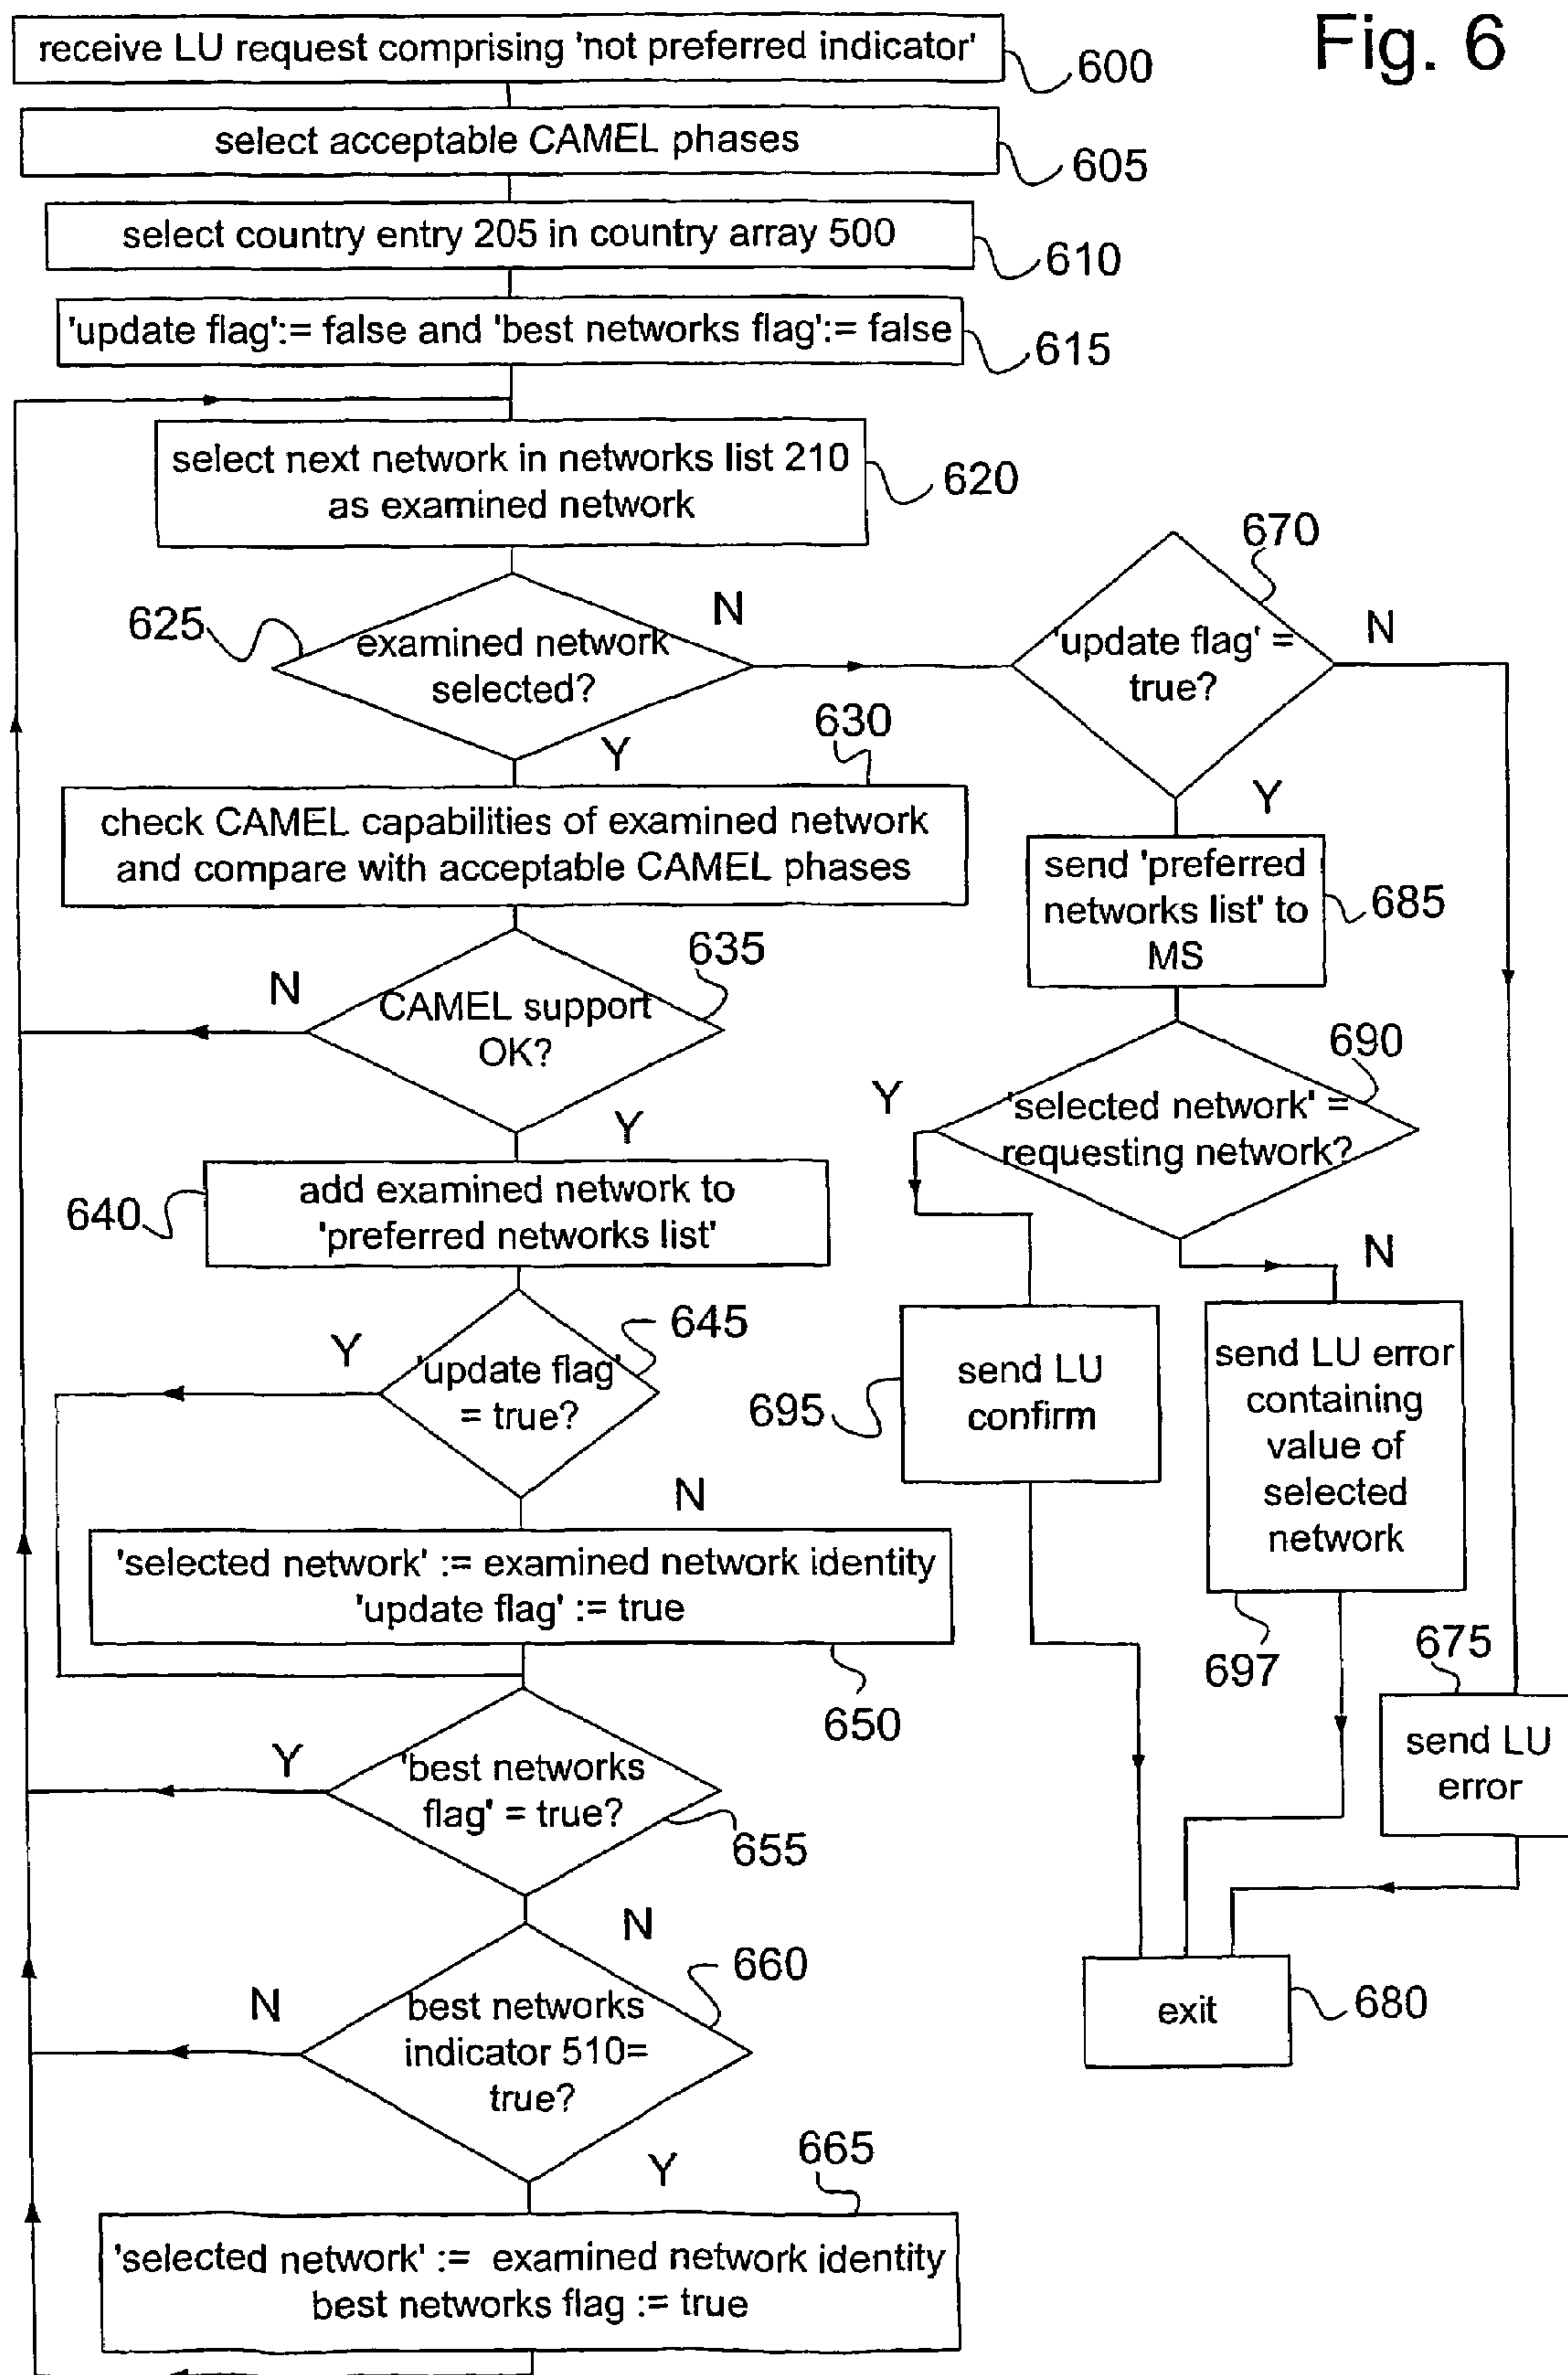 Fig. 6
receive LU request comprising 'not preferred indicator'
600
select acceptable CAMEL phases
605
select country entry 205 in country array 500
610
'update flag':= false and 'best networks flag':= false
615
select next network in networks list 210
as examined network
620
625
examined network
selected?
N
Y
670
'update flag' =
true?
N
Y
630
check CAMEL capabilities of examined network
and compare with acceptable CAMEL phases
635
N
CAMEL support
OK?
Y
640
add examined network to
'preferred networks list'
645
Y
'update flag'
= true?
N
'selected network' := examined network identity
'update flag' := true
650
Y
'best networks
flag' = true?
655
N
660
N
best networks
indicator 510=
true?
Y
665
'selected network' := examined network identity
best networks flag := true
send 'preferred
networks list' to
MS
685
690
Y
'selected network' =
requesting network?
N
695
send LU
confirm
send LU error
containing
value of
selected
network
697
675
send LU
error
exit
680